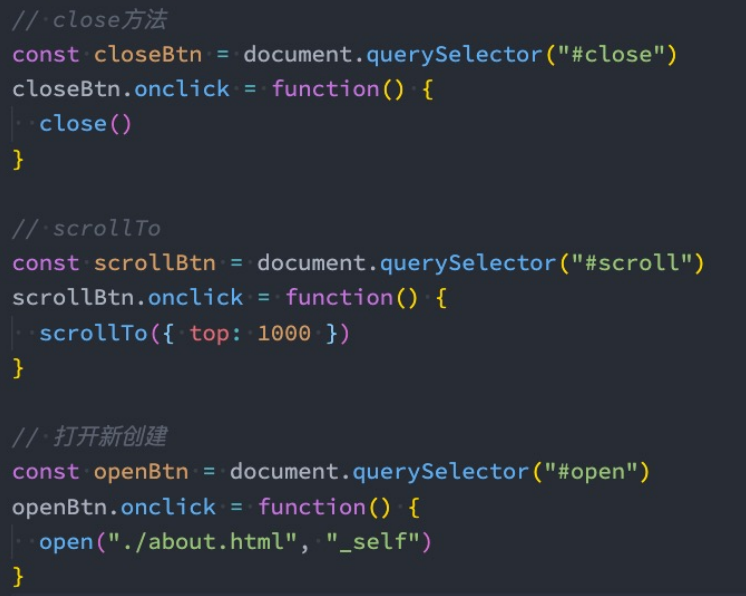 // close方法
const closeBtn = document.querySelector("#close")
closeBtn.onclick = function() {
  close()
}

// scrollTo
const scrollBtn = document.querySelector("#scroll")
scrollBtn.onclick = function() {
  scrollTo({ top: 1000 })
}

// 打开新创建
const openBtn = document.querySelector("#open")
openBtn.onclick = function() {
  open("./about.html", "_self")
}